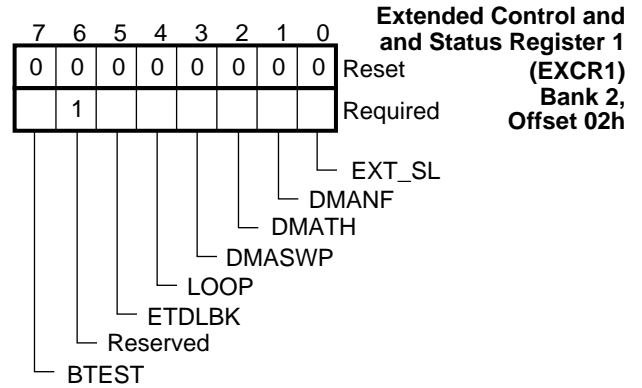 Extended Control and
and Status Register 1
(EXCR1)
Bank 2,
Offset 02h
7 6 5 4 3 2 1 0
0 0 0 0 0 0 0 0 Reset
1 Required
EXT_SL
DMANF
DMATH
DMASWP
LOOP
ETDLBK
Reserved
BTEST